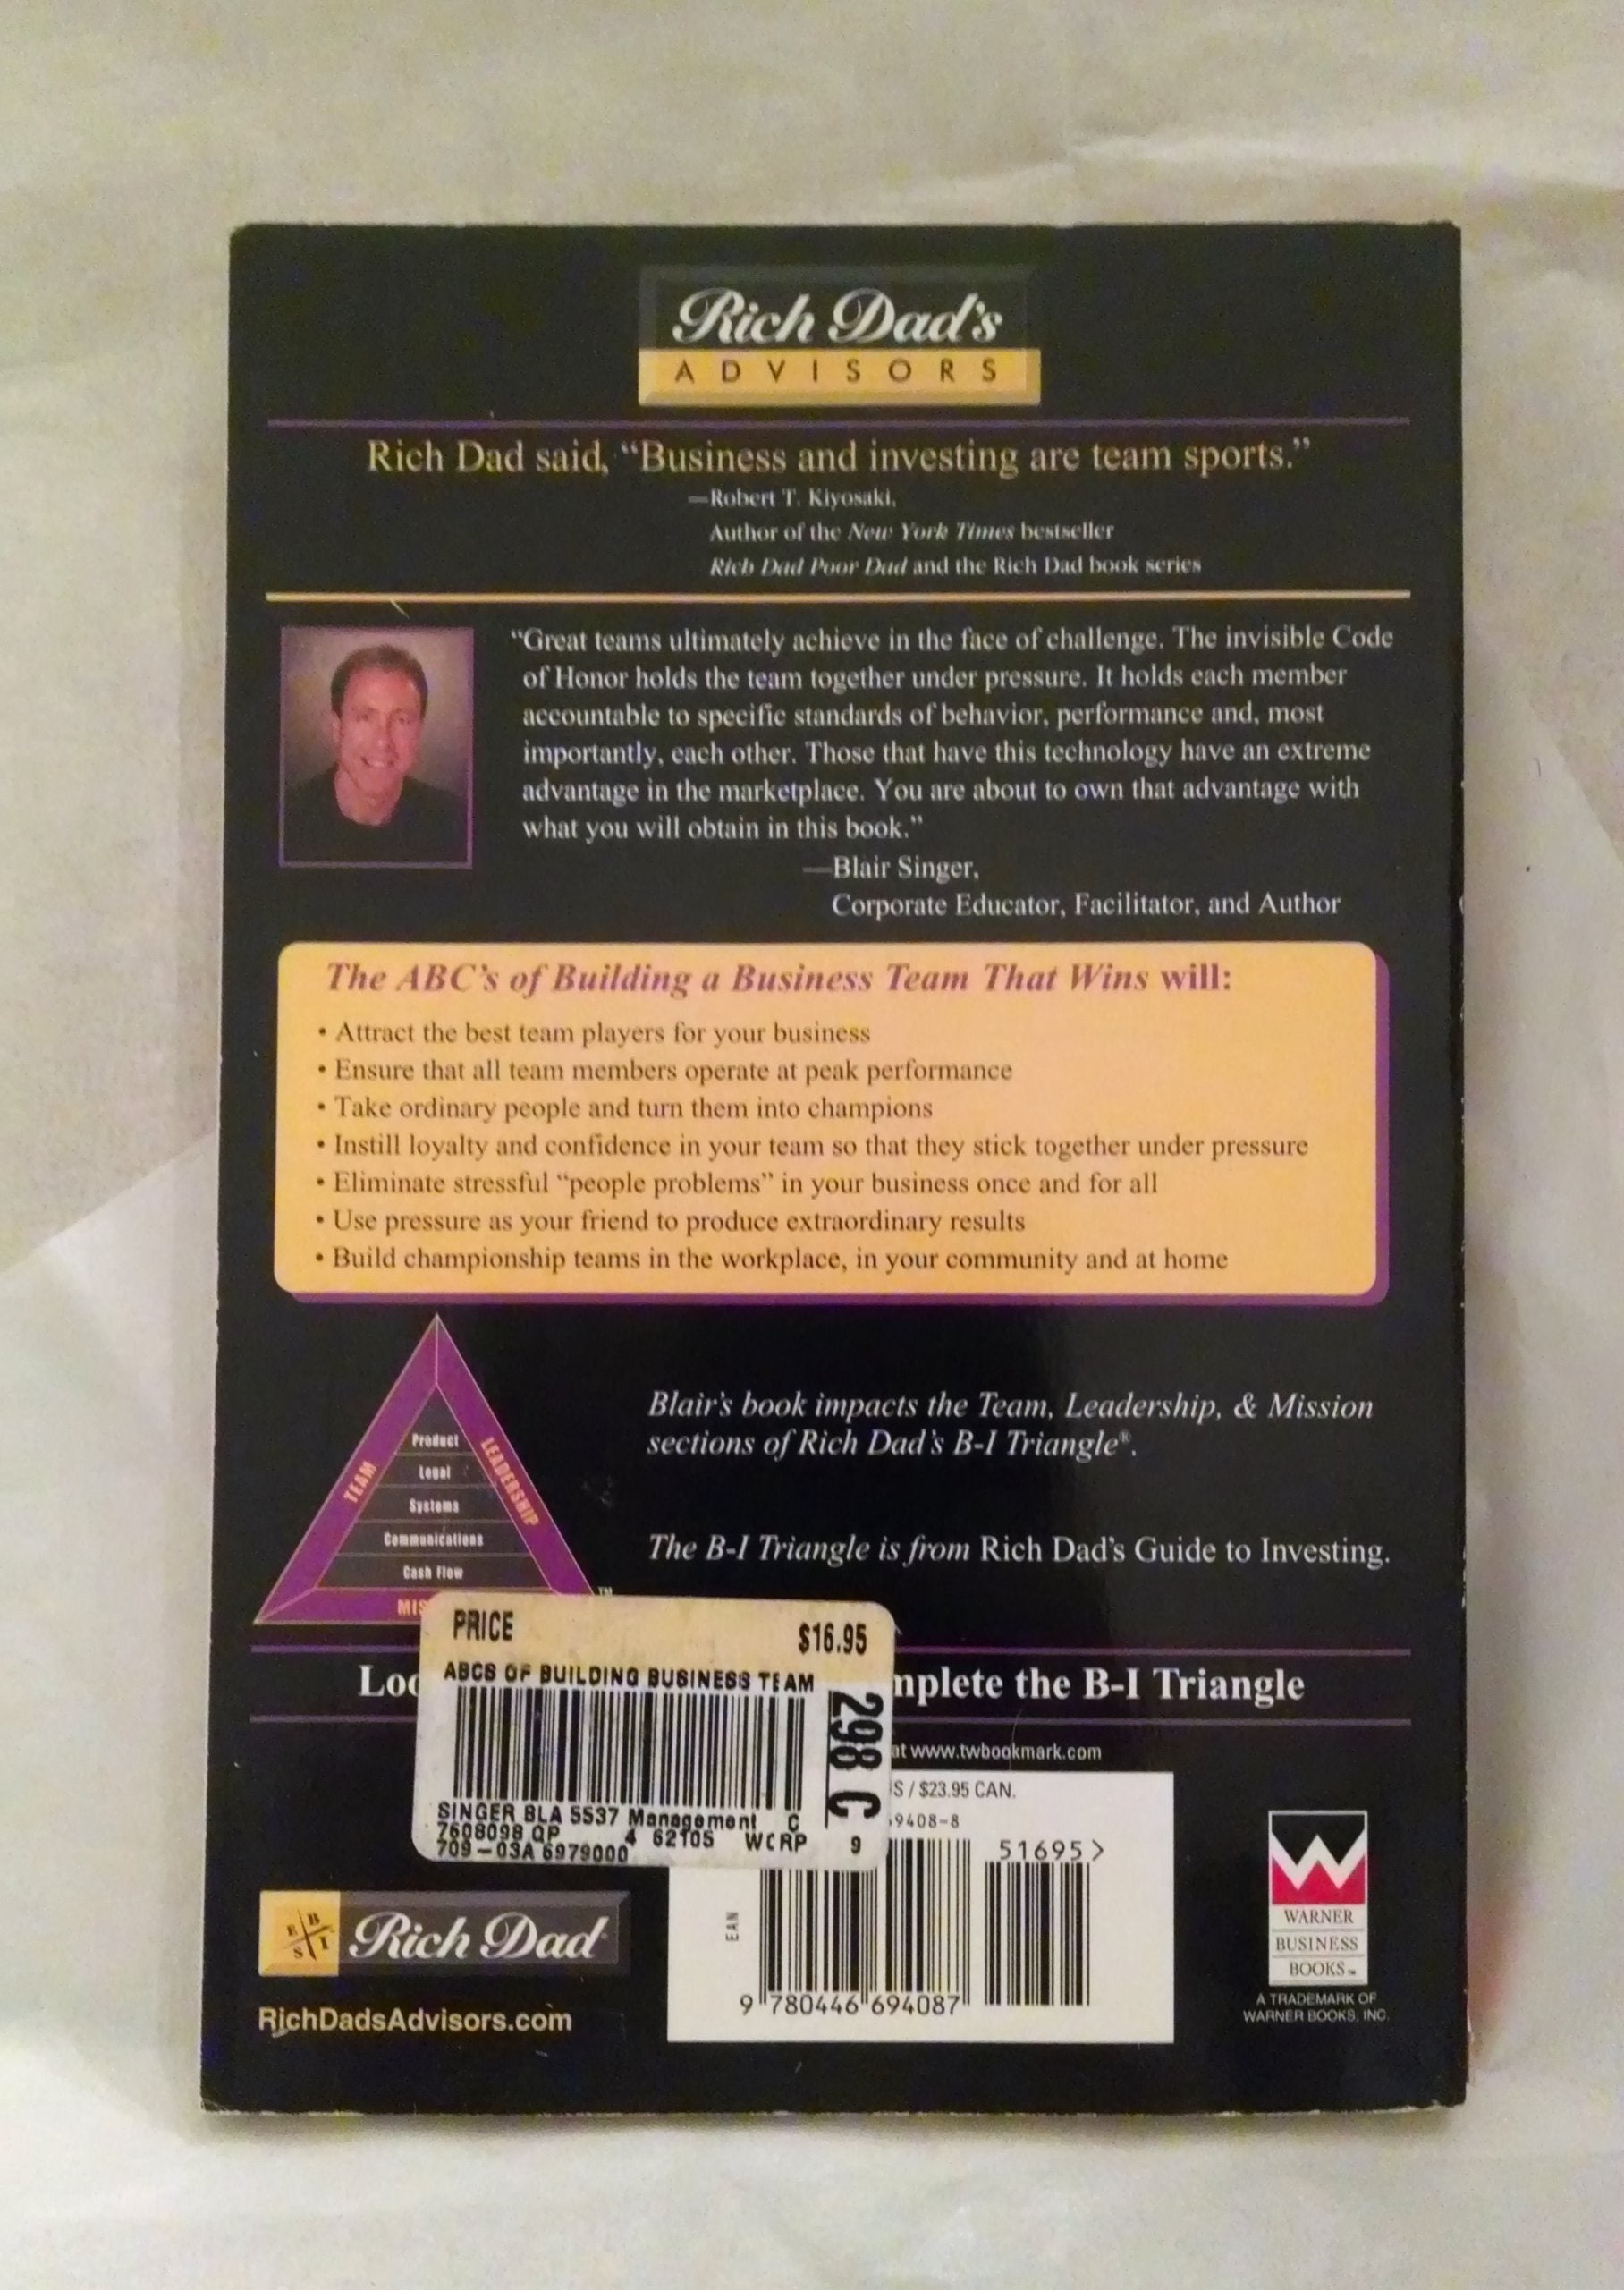 Rich Dad's
ADVISORS
Rich Dad said, “Business and investing are team sports.”
—Robert T. Kiyosaki,
Author of the New York Times bestseller
Rich Dad Poor Dad and the Rich Dad book series
“Great teams ultimately achieve in the face of challenge. The invisible Code
of Honor holds the team together under pressure. It holds each member
accountable to specific standards of behavior, performance and, most
importantly, each other. Those that have this technology have an extreme
advantage in the marketplace. You are about to own that advantage with
what you will obtain in this book.”
—Blair Singer,
Corporate Educator, Facilitator, and Author
The ABC's of Building a Business Team That Wins will:
• Attract the best team players for your business
• Ensure that all team members operate at peak performance
• Take ordinary people and turn them into champions
• Instill loyalty and confidence in your team so that they stick together under pressure
• Eliminate stressful “people problems” in your business once and for all
• Use pressure as your friend to produce extraordinary results
• Build championship teams in the workplace, in your community and at home
TEAM
LEADERSHIP
Product
Legal
Systems
Communications
Cash Flow
MIS
TM
Blair's book impacts the Team, Leadership, & Mission
sections of Rich Dad's B-I Triangle®.
The B-I Triangle is from Rich Dad's Guide to Investing.
PRICE $16.95
ABCS OF BUILDING BUSINESS TEAM
298 C
SINGER BLA 5537 Management C
7608098 QP 4 62105 WCRP 9
709-03A 6979000
Loo
mplete the B-I Triangle
at www.twbookmark.com
S / $23.95 CAN.
9408-8
51695>
EAN
9 780446 694087
E B S I
Rich Dad
RichDadsAdvisors.com
W
WARNER
BUSINESS
BOOKS™
A TRADEMARK OF
WARNER BOOKS, INC.